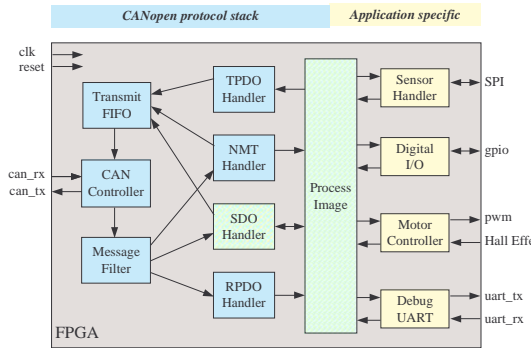 CANopen protocol stack
Application specific
clk
reset
Transmit
FIFO
TPDO
Handler
Sensor
Handler
SPI
NMT
Handler
Digital
I/O
gpio
can_rx
can_tx
CAN
Controller
Process
Image
SDO
Handler
Motor
Controller
pwm
Hall Effe
Message
Filter
RPDO
Handler
Debug
UART
uart_tx
uart_rx
FPGA